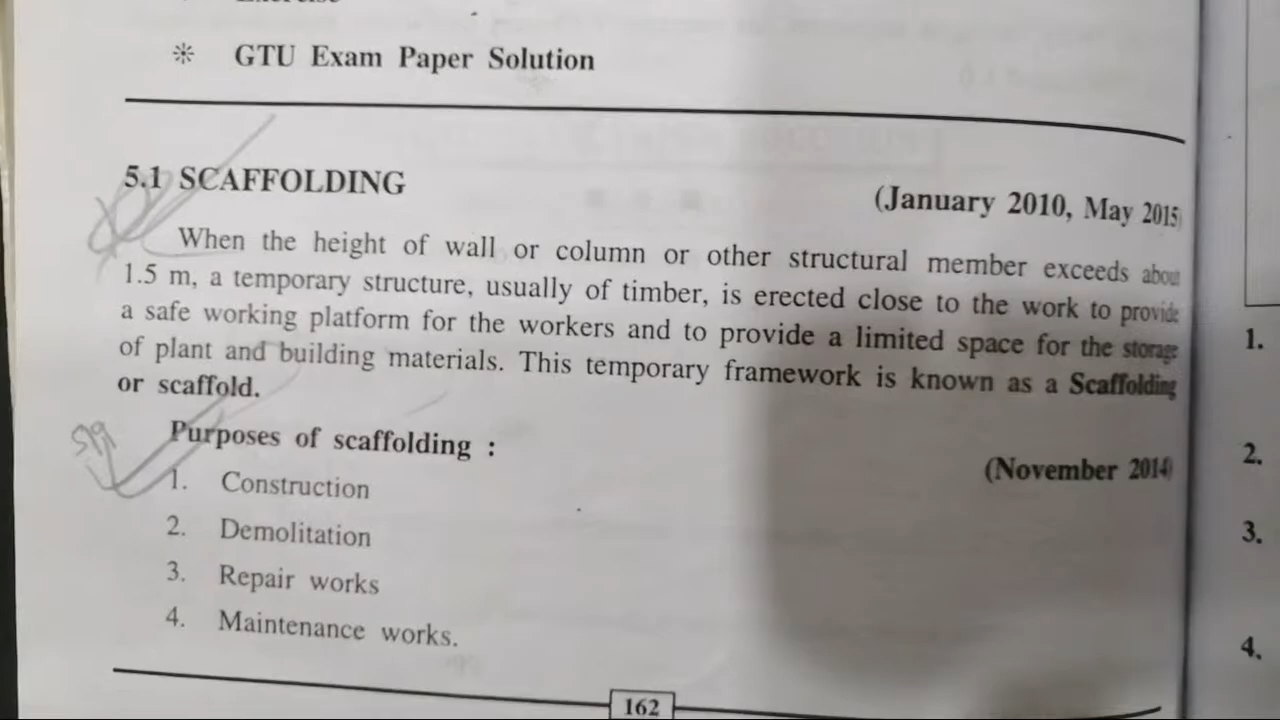 * GTU Exam Paper Solution
5.1 SCAFFOLDING
(January 2010, May 2015)
When the height of wall or column or other structural member exceeds about
1.5 m, a temporary structure, usually of timber, is erected close to the work to provide
a safe working platform for the workers and to provide a limited space for the storage
of plant and building materials. This temporary framework is known as a Scaffolding
or scaffold.
Purposes of scaffolding :
(November 2014)
1. Construction
2. Demolitation
3. Repair works
4. Maintenance works.
162
1.
2.
3.
4.